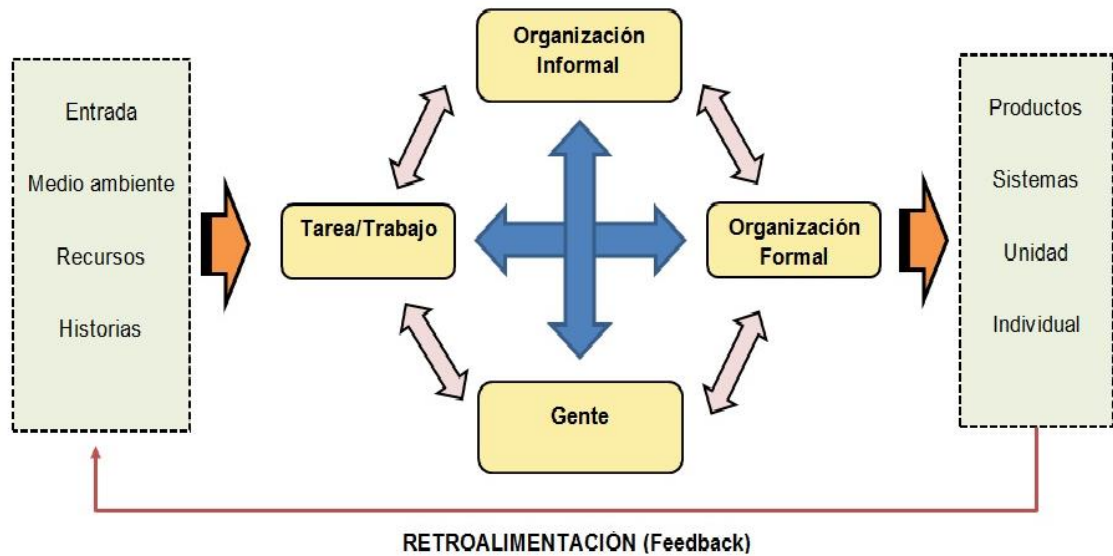 Entrada
Medio ambiente
Recursos
Historias
Organización
Informal
Tarea/Trabajo
Organización
Formal
Gente
Productos
Sistemas
Unidad
Individual
RETROALIMENTACIÓN (Feedback)